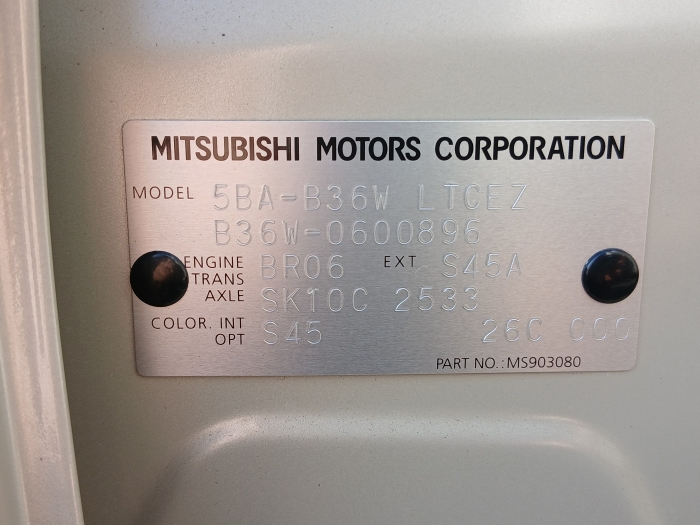 MITSUBISHI MOTORS CORPORATION
MODEL 5BA-B36W LTCEZ
B36W-0600896
ENGINE BR06 EXT S45A
TRANS
AXLE SK10C 2533
COLOR. INT S45 26C 000
OPT
PART NO.: MS903080